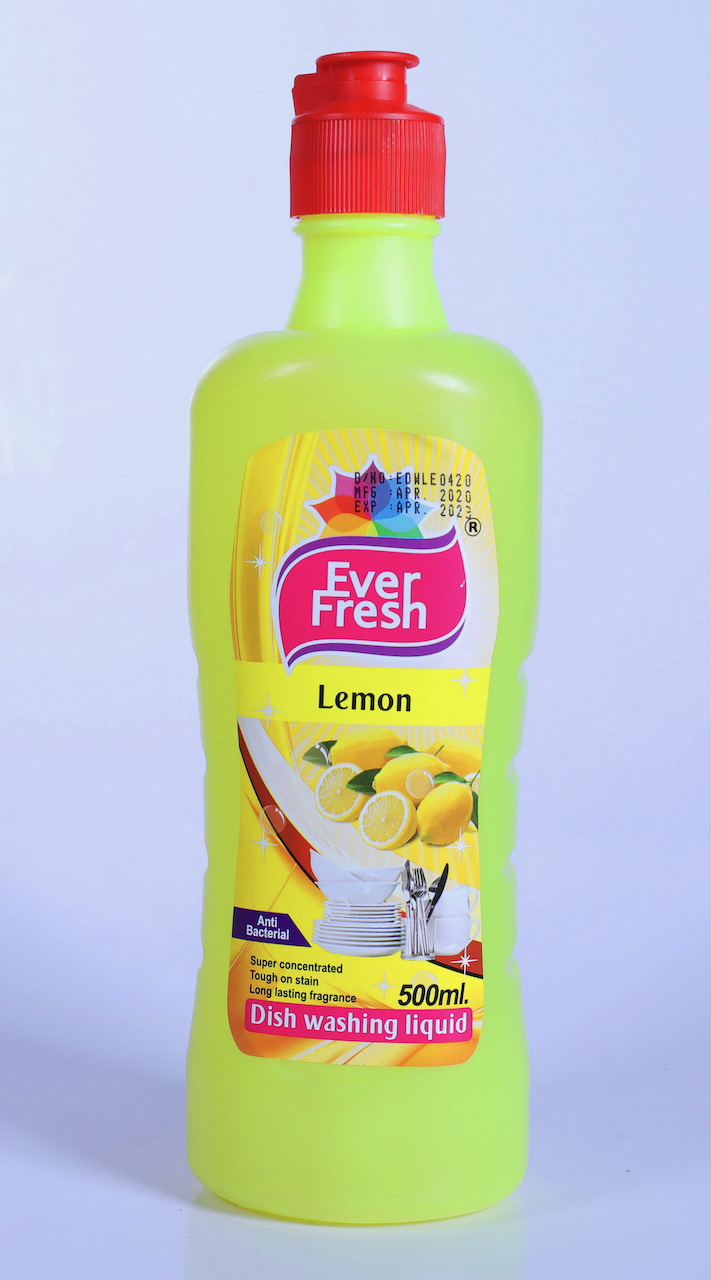 B/NO:EDWLE0420
MFG :APR. 2020
EXP :APR. 2023
®
Ever
Fresh
Lemon
Anti
Bacterial
Super concentrated
Tough on stain
Long lasting fragrance
500ml.
Dish washing liquid